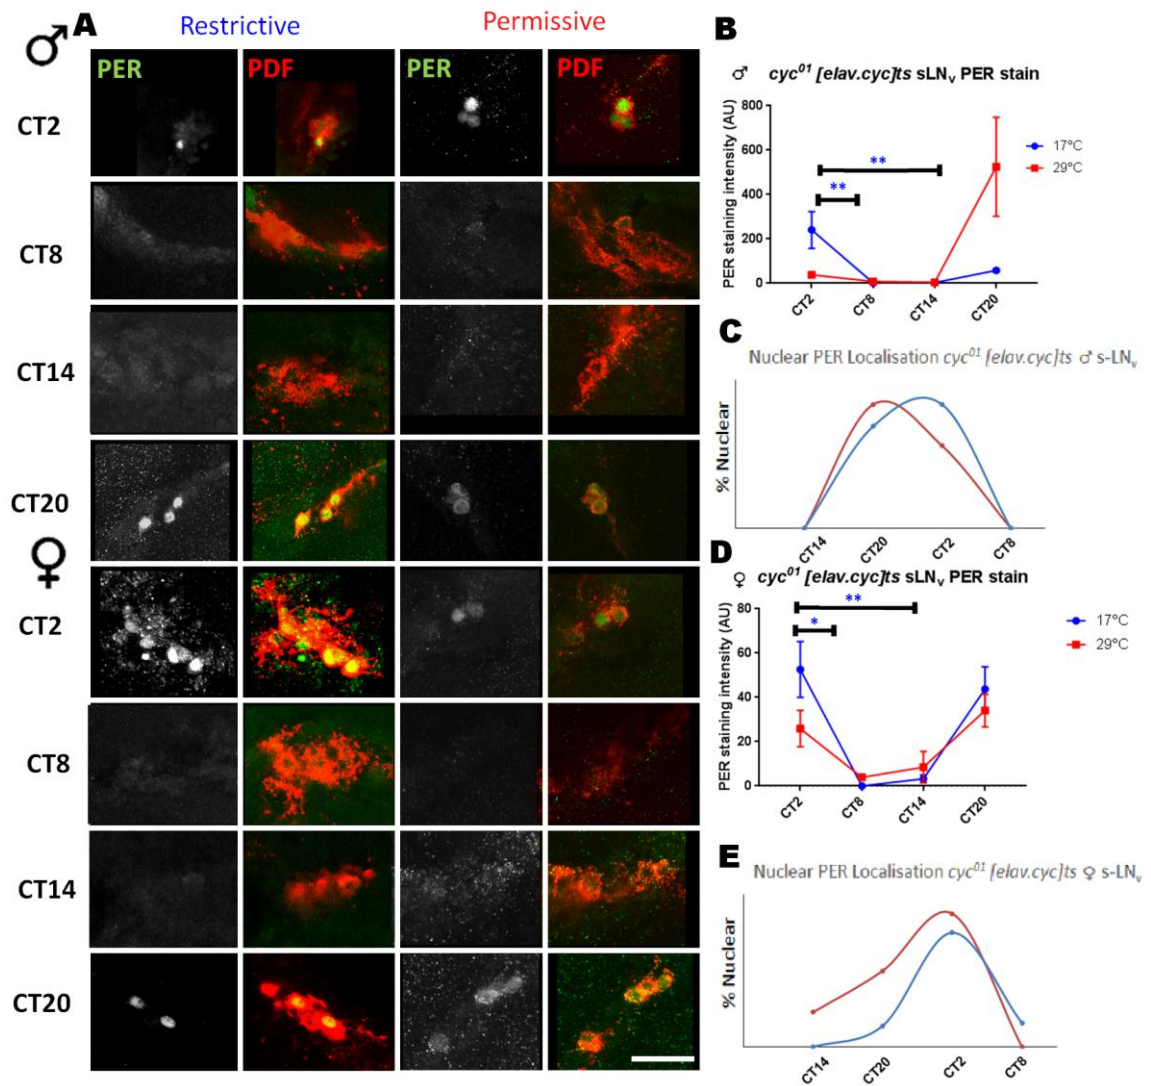 A
Restrictive
Permissive
♂
PER
PDF
PER
PDF
CT2
CT8
CT14
CT20
♀
CT2
CT8
CT14
CT20
B
♂ cyc01 [elav.cyc]ts sLNv PER stain
PER staining intensity (AU)
800
600
400
200
0
**
**
17°C
29°C
CT2
CT8
CT14
CT20
C
Nuclear PER Localisation cyc01 [elav.cyc]ts ♂ s-LNv
% Nuclear
CT14
CT20
CT2
CT8
D
♀ cyc01 [elav.cyc]ts sLNv PER stain
PER staining intensity (AU)
80
60
40
20
0
**
*
17°C
29°C
CT2
CT8
CT14
CT20
E
Nuclear PER Localisation cyc01 [elav.cyc]ts ♀ s-LNv
% Nuclear
CT14
CT20
CT2
CT8